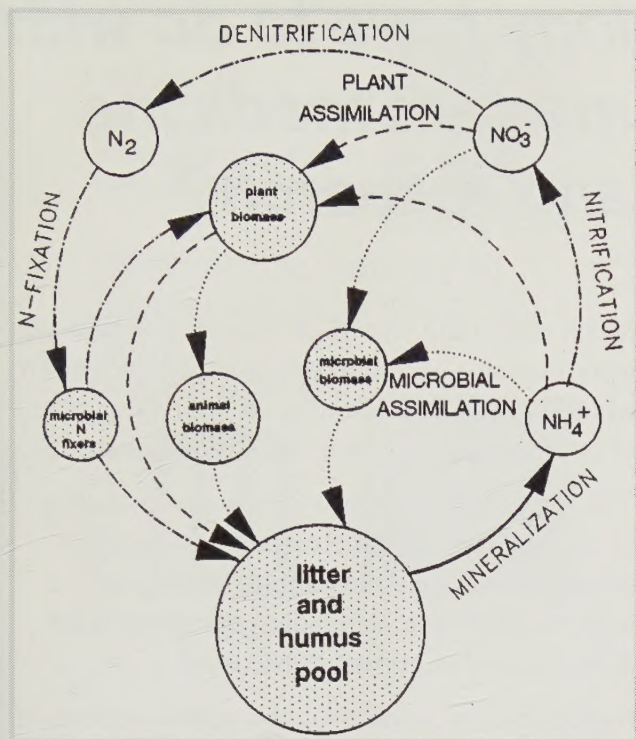 DENITRIFICATION
PLANT
ASSIMILATION
N₂
NO₃⁻
plant
biomass
N-FIXATION
NITRIFICATION
microbial
biomass
MICROBIAL
ASSIMILATION
microbial
N
fixers
animal
biomass
NH₄⁺
MINERALIZATION
litter
and
humus
pool